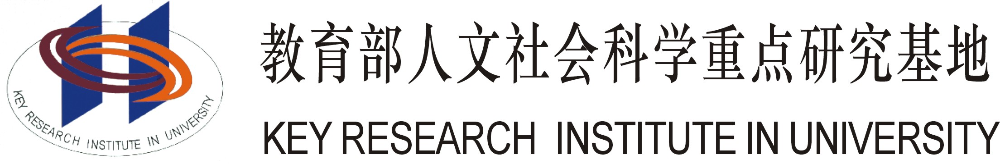 教育部人文社会科学重点研究基地
KEY RESEARCH INSTITUTE IN UNIVERSITY
KEY RESEARCH INSTITUTE IN UNIVERSITY